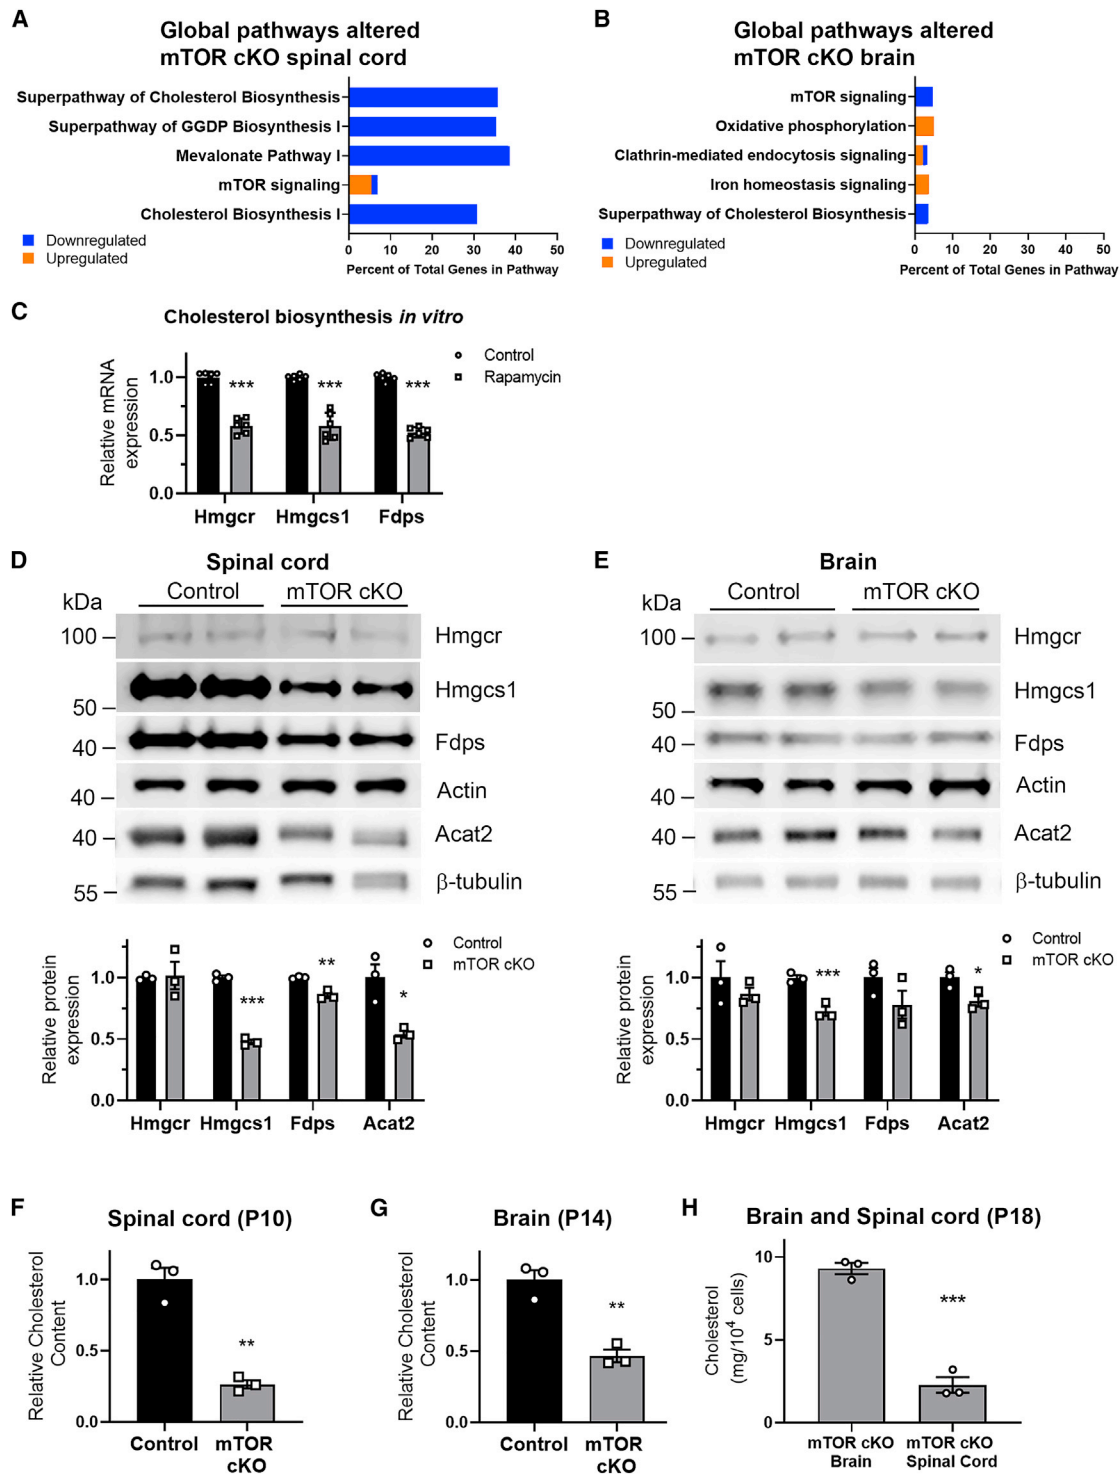 A
Global pathways altered
mTOR cKO spinal cord
Superpathway of Cholesterol Biosynthesis
Superpathway of GGDP Biosynthesis I
Mevalonate Pathway I
mTOR signaling
Cholesterol Biosynthesis I
Downregulated
Upregulated
0 10 20 30 40 50
Percent of Total Genes in Pathway
B
Global pathways altered
mTOR cKO brain
mTOR signaling
Oxidative phosphorylation
Clathrin-mediated endocytosis signaling
Iron homeostasis signaling
Superpathway of Cholesterol Biosynthesis
Downregulated
Upregulated
0 10 20 30 40 50
Percent of Total Genes in Pathway
C
Cholesterol biosynthesis in vitro
Relative mRNA
expression
1.0
0.5
0.0
*** *** ***
Control
Rapamycin
Hmgcr Hmgcs1 Fdps
D
Spinal cord
Control mTOR cKO
kDa
100 Hmgcr
Hmgcs1
50
40 Fdps
40 Actin
40 Acat2
55 β-tubulin
Control
mTOR cKO
Relative protein
expression
1.0
0.5
0.0
*** ** *
Hmgcr Hmgcs1 Fdps Acat2
E
Brain
Control mTOR cKO
kDa
100 Hmgcr
Hmgcs1
50
40 Fdps
40 Actin
40 Acat2
55 β-tubulin
Control
mTOR cKO
Relative protein
expression
1.0
0.5
0.0
*** *
Hmgcr Hmgcs1 Fdps Acat2
F
Spinal cord (P10)
Relative Cholesterol
Content
1.0
0.5
0.0
**
Control mTOR
cKO
G
Brain (P14)
Relative Cholesterol
Content
1.0
0.5
0.0
**
Control mTOR
cKO
H
Brain and Spinal cord (P18)
Cholesterol
(mg/10⁴ cells)
10
5
0
***
mTOR cKO mTOR cKO
Brain Spinal Cord